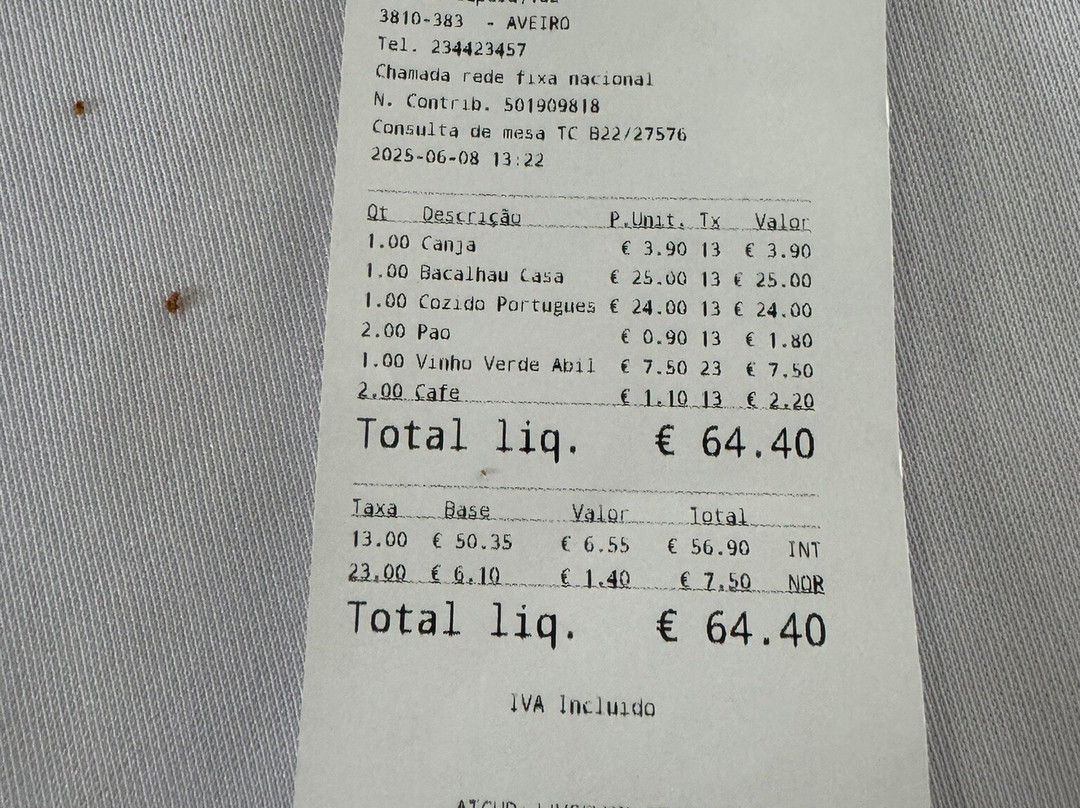 3810-383 - AVEIRO
Tel. 234423457
Chamada rede fixa nacional
N. Contrib. 501909818
Consulta de mesa TC B22/27576
2025-06-08 13:22
Qt Descrição P.Unit. Tx Valor
1.00 Canja € 3.90 13 € 3.90
1.00 Bacalhau Casa € 25.00 13 € 25.00
1.00 Cozido Portugues € 24.00 13 € 24.00
2.00 Pao € 0.90 13 € 1.80
1.00 Vinho Verde Abil € 7.50 23 € 7.50
2.00 Cafe € 1.10 13 € 2.20
Total liq. € 64.40
Taxa Base Valor Total
13.00 € 50.35 € 6.55 € 56.90 INT
23.00 € 6.10 € 1.40 € 7.50 NOR
Total liq. € 64.40
IVA Incluido